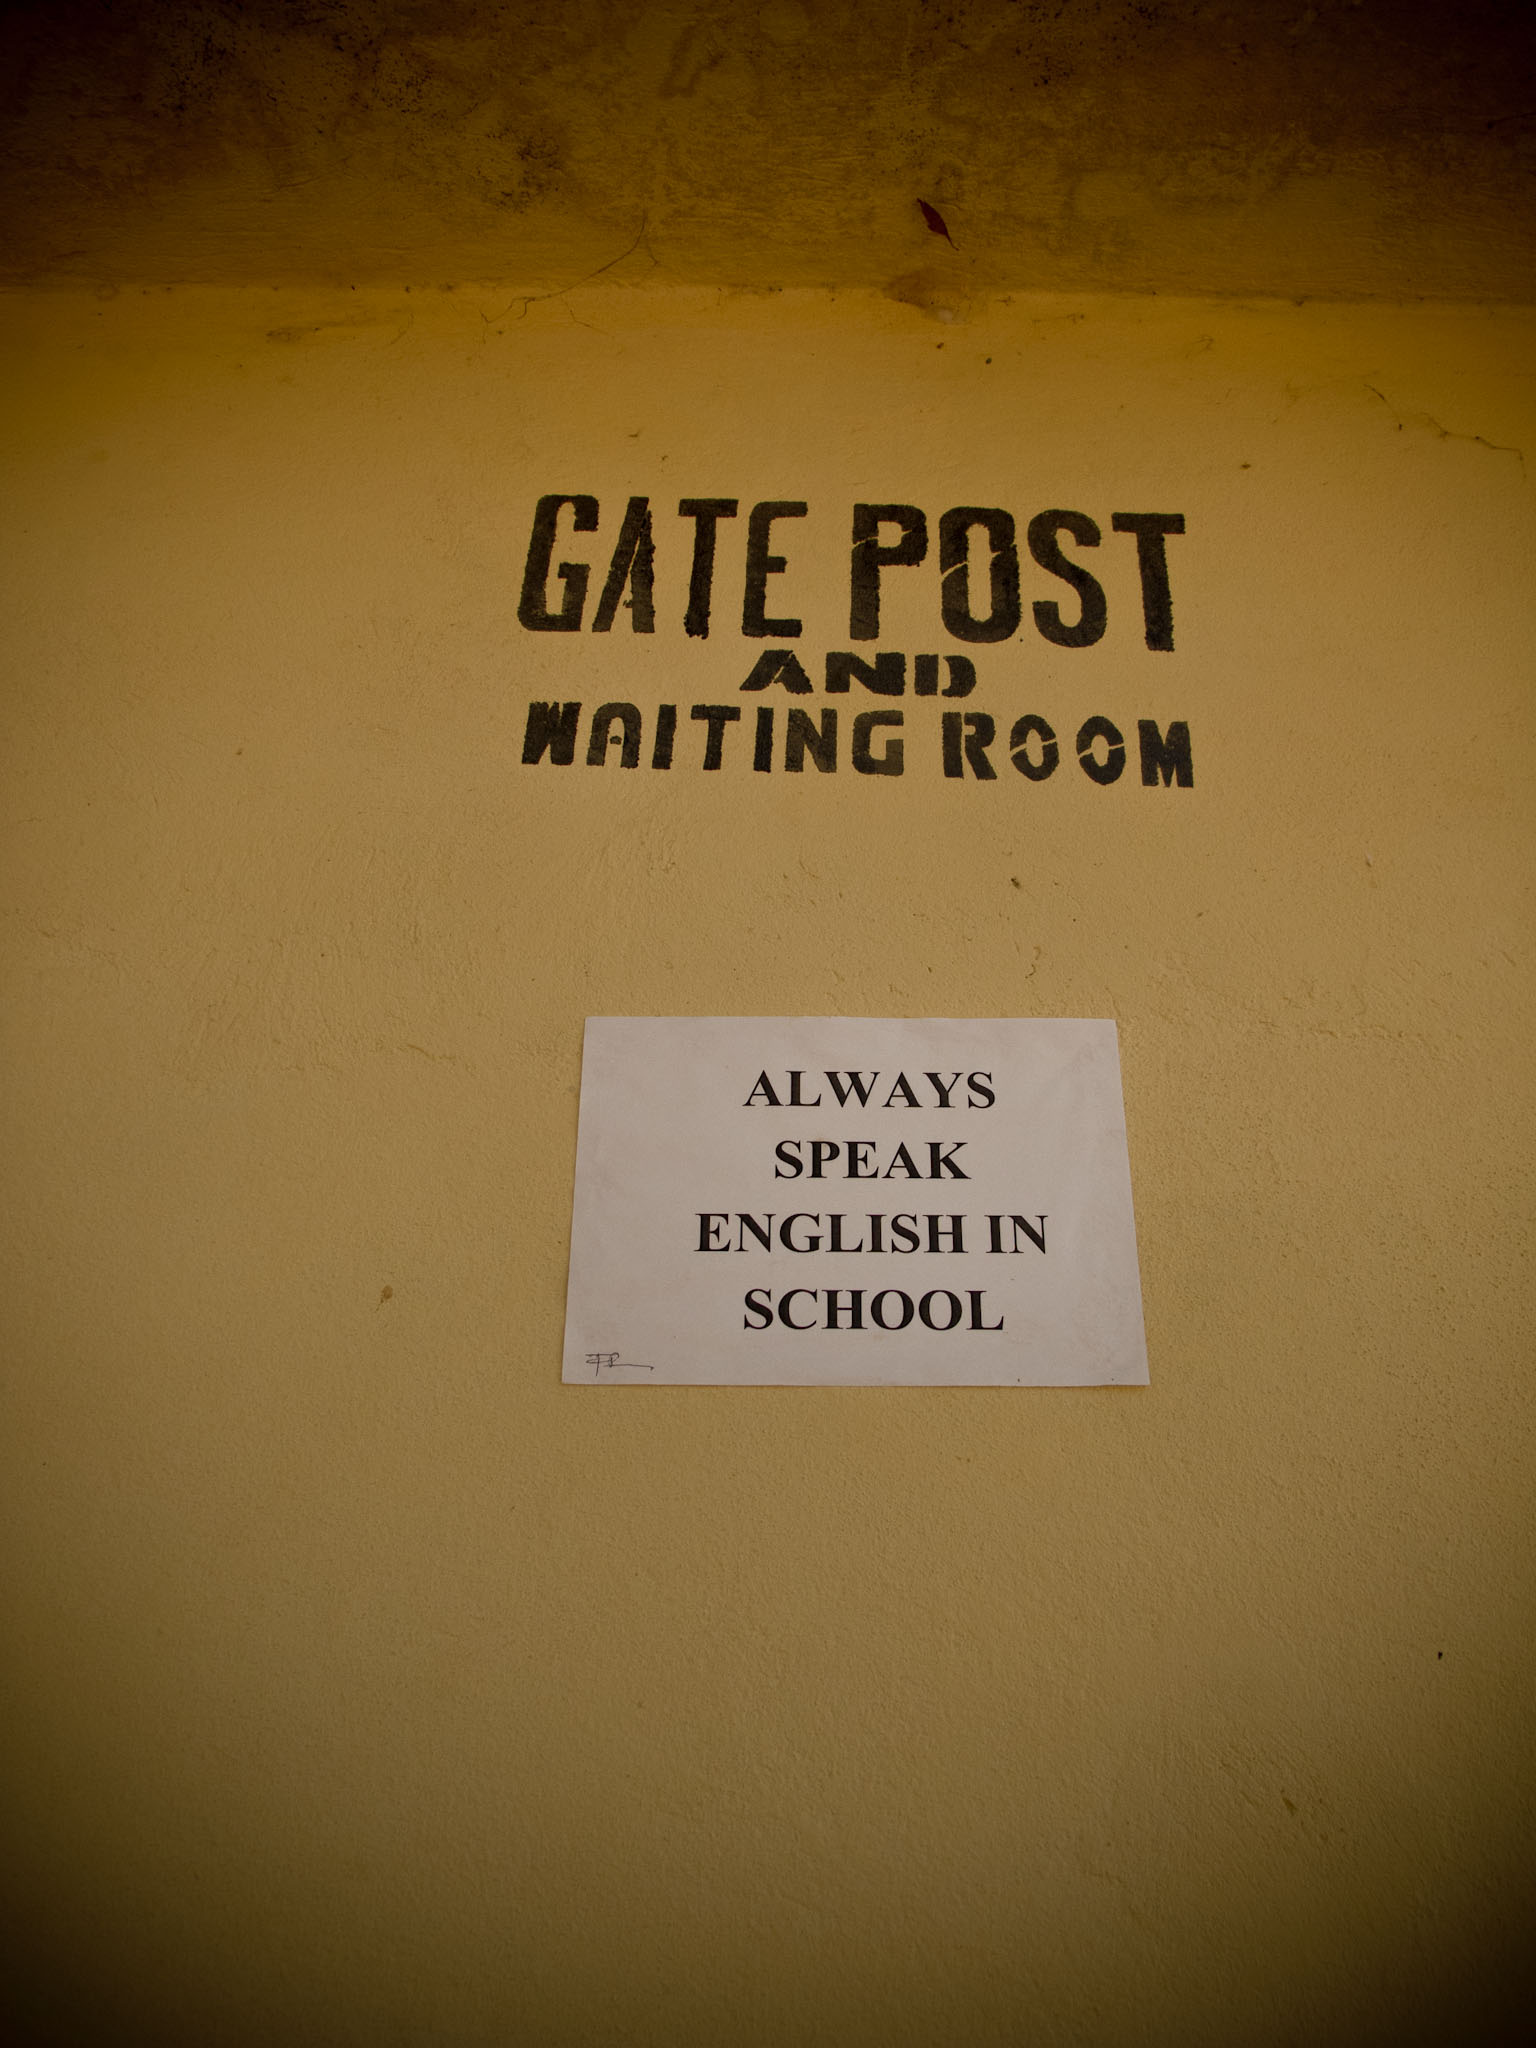 GATE POST
AND
WAITING ROOM
ALWAYS
SPEAK
ENGLISH IN
SCHOOL